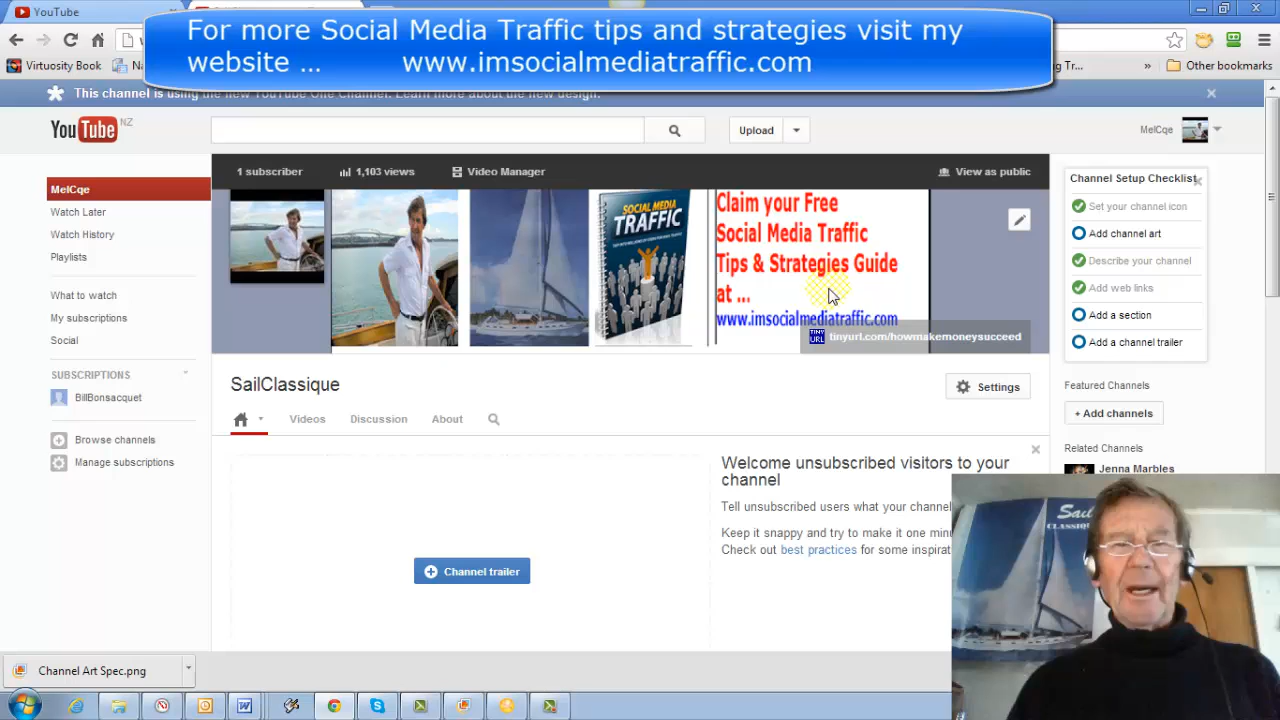 YouTube
For more Social Media Traffic tips and strategies visit my
website ... www.imsocialmediatraffic.com
Virtuosity Book
Other bookmarks
This channel is using the new YouTube One Channel. Learn more about the new design.
YouTube NZ
Upload
MelCqe
1 subscriber
1,103 views
Video Manager
View as public
Channel Setup Checklist
Set your channel icon
Add channel art
Describe your channel
Add web links
Add a section
Add a channel trailer
MelCqe
Watch Later
Watch History
Playlists
What to watch
My subscriptions
Social
SUBSCRIPTIONS
BillBonsacquet
Browse channels
Manage subscriptions
SOCIAL MEDIA
TRAFFIC
Claim your Free
Social Media Traffic
Tips & Strategies Guide
at ...
www.imsocialmediatraffic.com
TINY
URL
tinyurl.com/howmakemoneysucceed
SailClassique
Settings
Videos
Discussion
About
Featured Channels
+ Add channels
Related Channels
Jenna Marbles
Channel trailer
Welcome unsubscribed visitors to your
channel
Tell unsubscribed users what your channel
Keep it snappy and try to make it one
Check out best practices for some
Sail
CLASSIQUE
Channel Art Spec.png